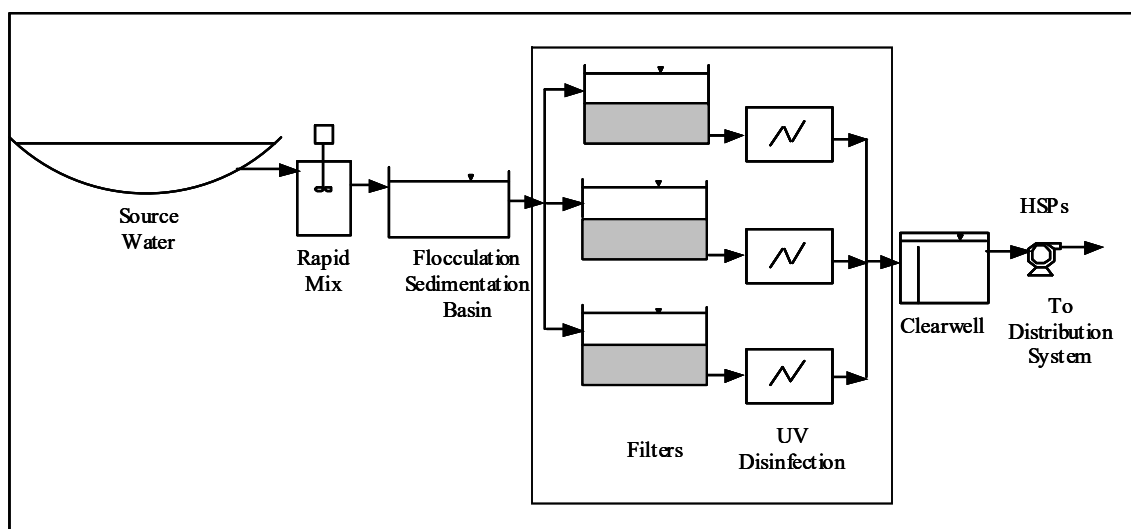 Source
Water
Rapid
Mix
Flocculation
Sedimentation
Basin
Filters
UV
Disinfection
Clearwell
HSPs
To
Distribution
System